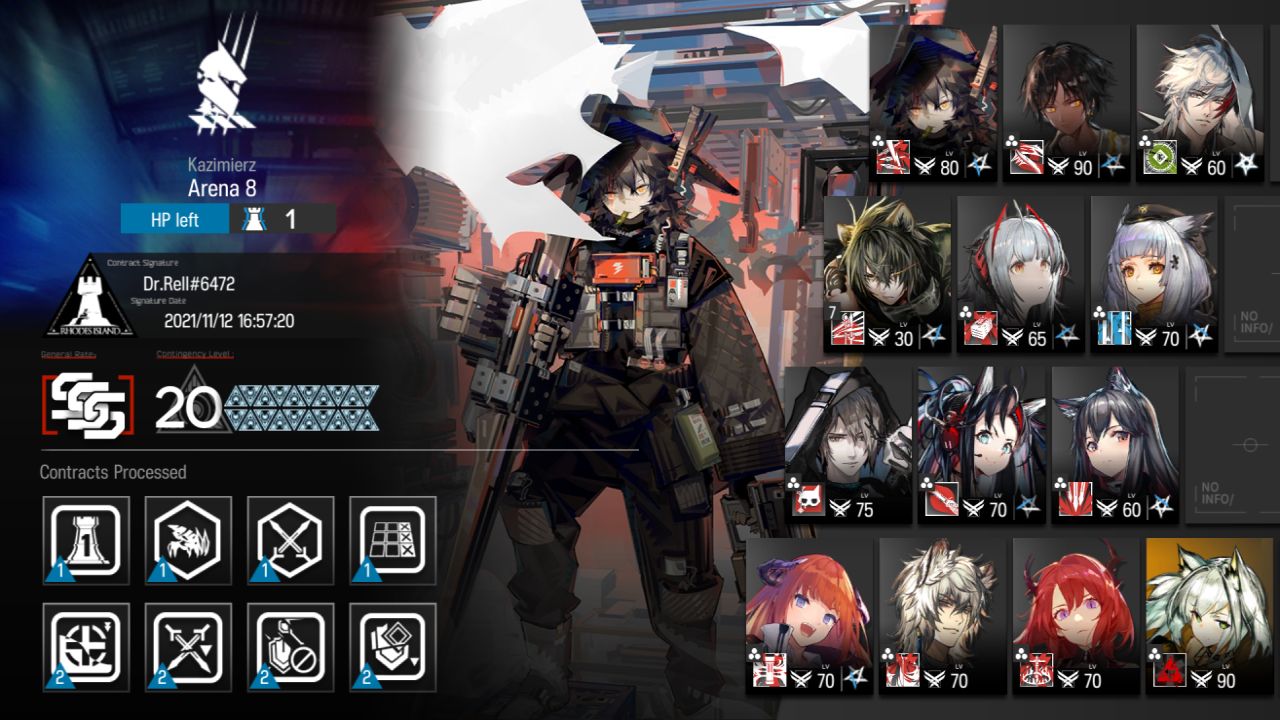 Kazimierz
Arena 8
HP left 1
Contract Signature
Dr.Rell#6472
Signature Date
RHODES ISLAND
2021/11/12 16:57:20
General Rate:
Contingency Level :
SSS
20
Contracts Processed
1
1 1 1 1
2 2 2 2
LV 80
LV 90
LV 60
7 LV 30
LV 65
LV 70
NO
INFO/
LV 75
LV 70
LV 60
NO
INFO/
LV 70
LV 70
LV 70
LV 90